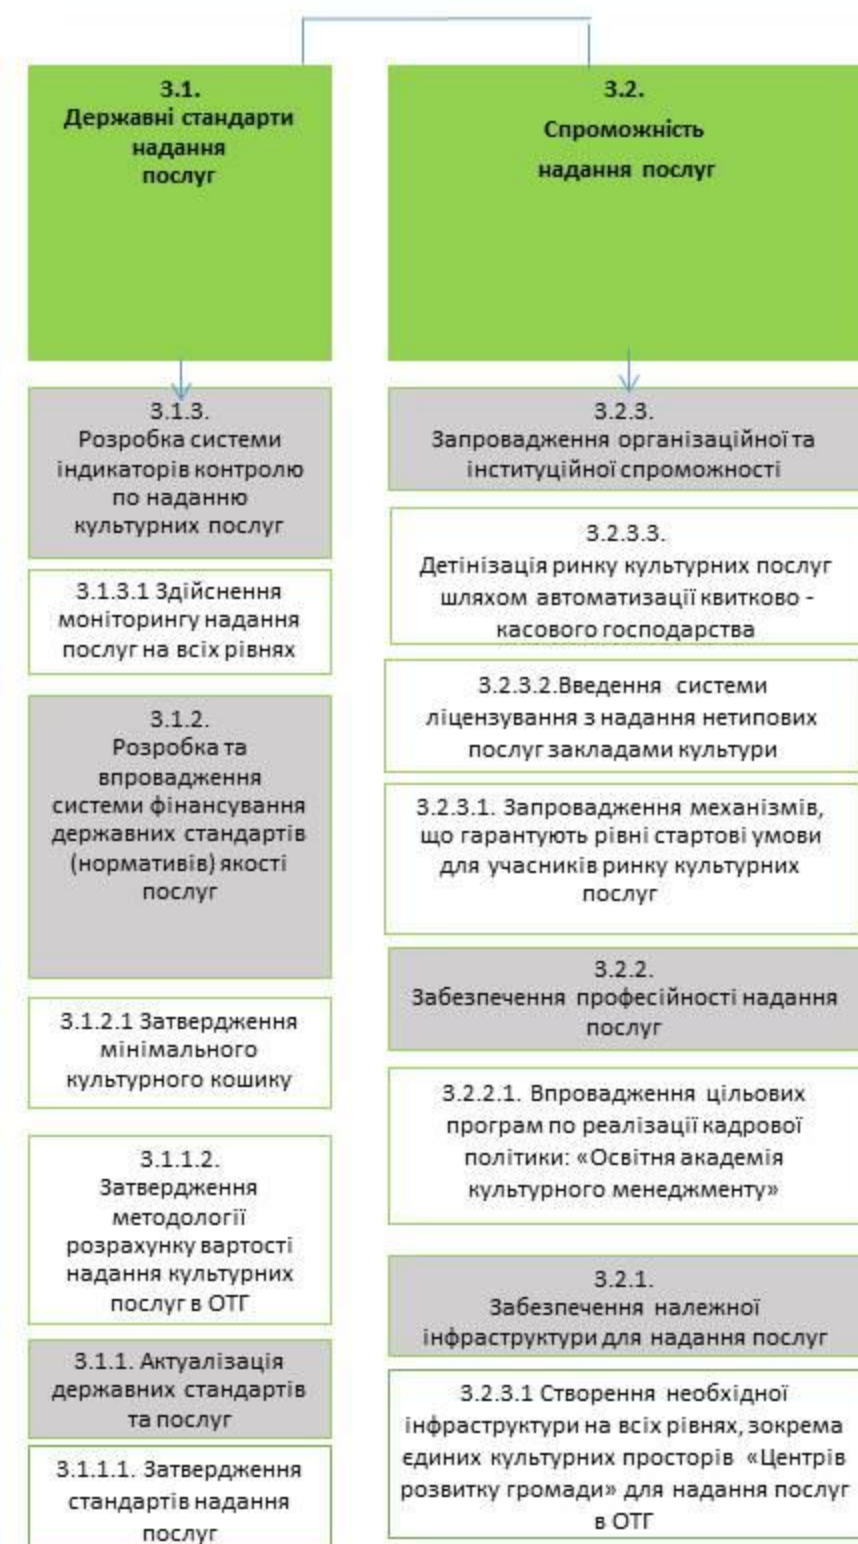 3.1.
Державні стандарти
надання
послуг
3.1.3.
Розробка системи
індикаторів контролю
по наданню
культурних послуг
3.1.3.1 Здійснення
моніторингу надання
послуг на всіх рівнях
3.1.2.
Розробка та
впровадження
системи фінансування
державних стандартів
(нормативів) якості
послуг
3.1.2.1 Затвердження
мінімального
культурного кошику
3.1.1.2.
Затвердження
методології
розрахунку вартості
надання культурних
послуг в ОТГ
3.1.1. Актуалізація
державних стандартів
та послуг
3.1.1.1. Затвердження
стандартів надання
послуг
3.2.
Спроможність
надання послуг
3.2.3.
Запровадження організаційної та
інституційної спроможності
3.2.3.3.
Детінізація ринку культурних послуг
шляхом автоматизації квитково -
касового господарства
3.2.3.2.Введення системи
ліцензування з надання нетипових
послуг закладами культури
3.2.3.1. Запровадження механізмів,
що гарантують рівні стартові умови
для учасників ринку культурних
послуг
3.2.2.
Забезпечення професійності надання
послуг
3.2.2.1. Впровадження цільових
програм по реалізації кадрової
політики: «Освітня академія
культурного менеджменту»
3.2.1.
Забезпечення належної
інфраструктури для надання послуг
3.2.3.1 Створення необхідної
інфраструктури на всіх рівнях, зокрема
єдиних культурних просторів «Центрів
розвитку громади» для надання послуг
в ОТГ